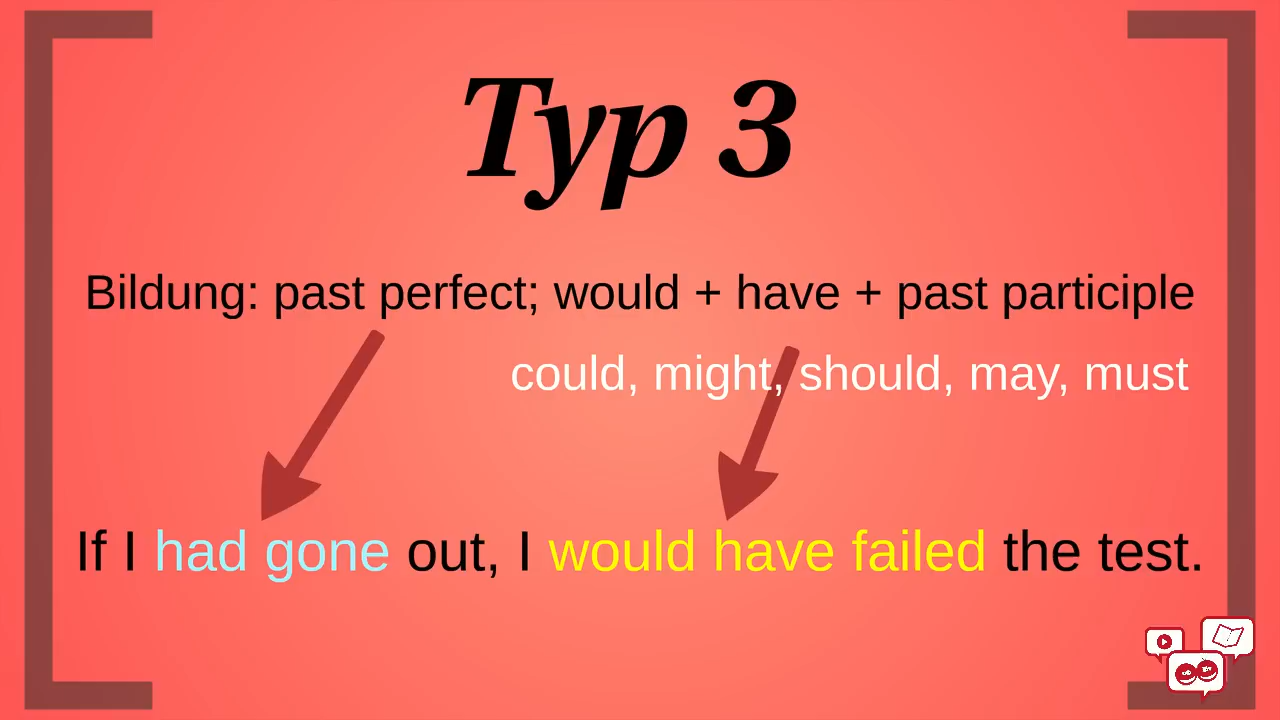 Typ 3
Bildung: past perfect; would + have + past participle
could, might, should, may, must
If I had gone out, I would have failed the test.